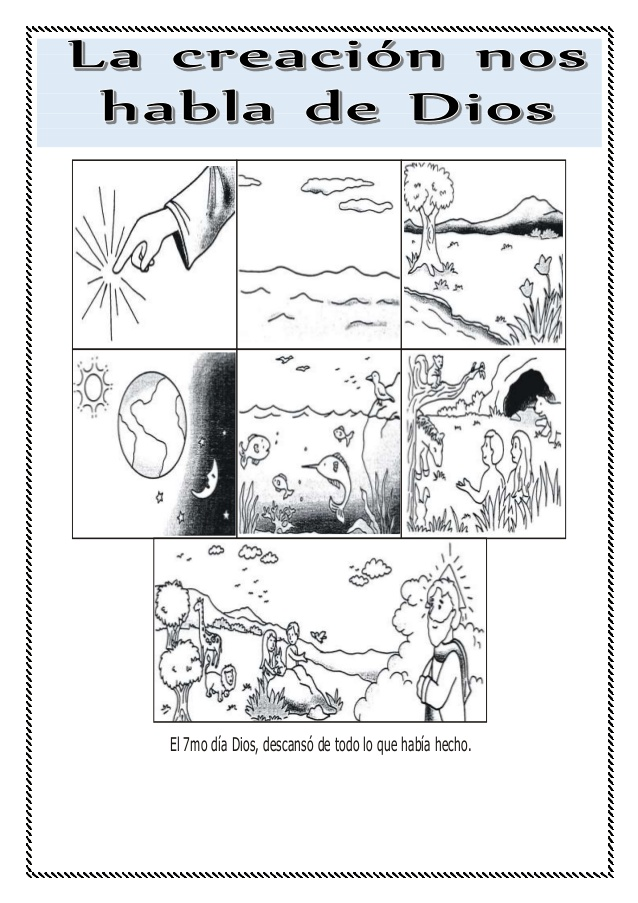 La creación nos
habla de Dios
El 7mo día Dios, descansó de todo lo que había hecho.